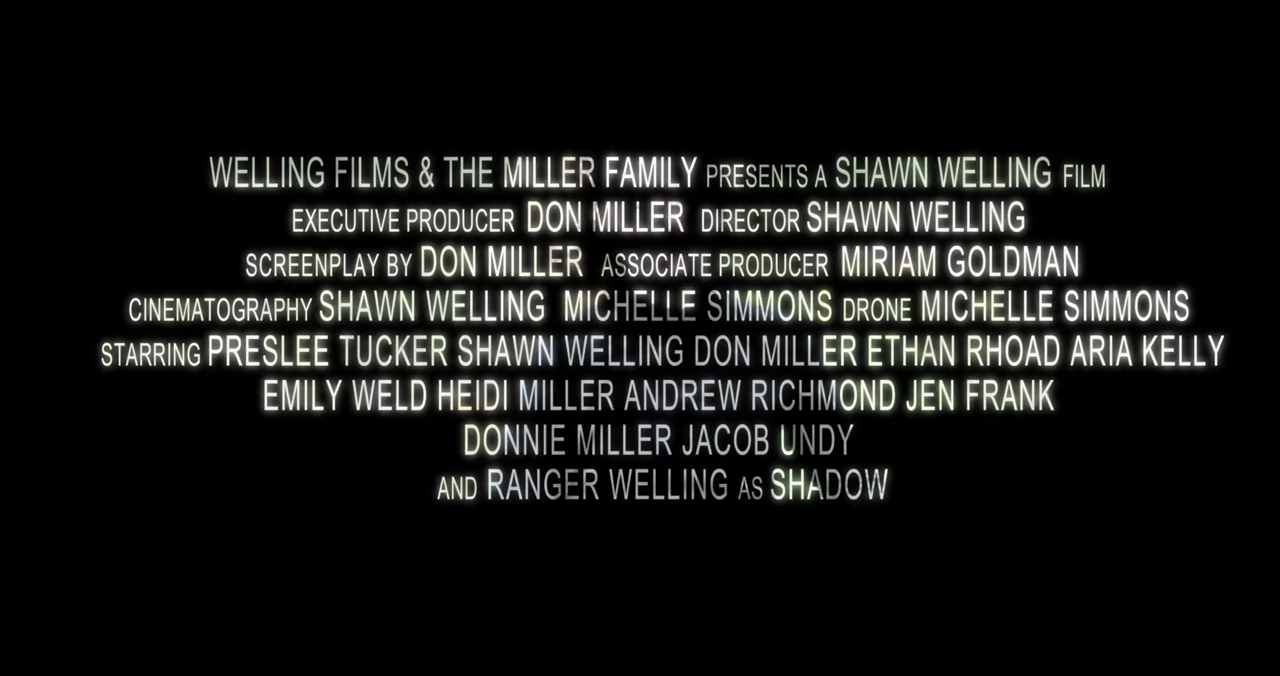 WELLING FILMS & THE MILLER FAMILY PRESENTS A SHAWN WELLING FILM
EXECUTIVE PRODUCER DON MILLER DIRECTOR SHAWN WELLING
SCREENPLAY BY DON MILLER ASSOCIATE PRODUCER MIRIAM GOLDMAN
CINEMATOGRAPHY SHAWN WELLING MICHELLE SIMMONS DRONE MICHELLE SIMMONS
STARRING PRESLEE TUCKER SHAWN WELLING DON MILLER ETHAN RHOAD ARIA KELLY
EMILY WELD HEIDI MILLER ANDREW RICHMOND JEN FRANK
DONNIE MILLER JACOB UNDY
AND RANGER WELLING AS SHADOW